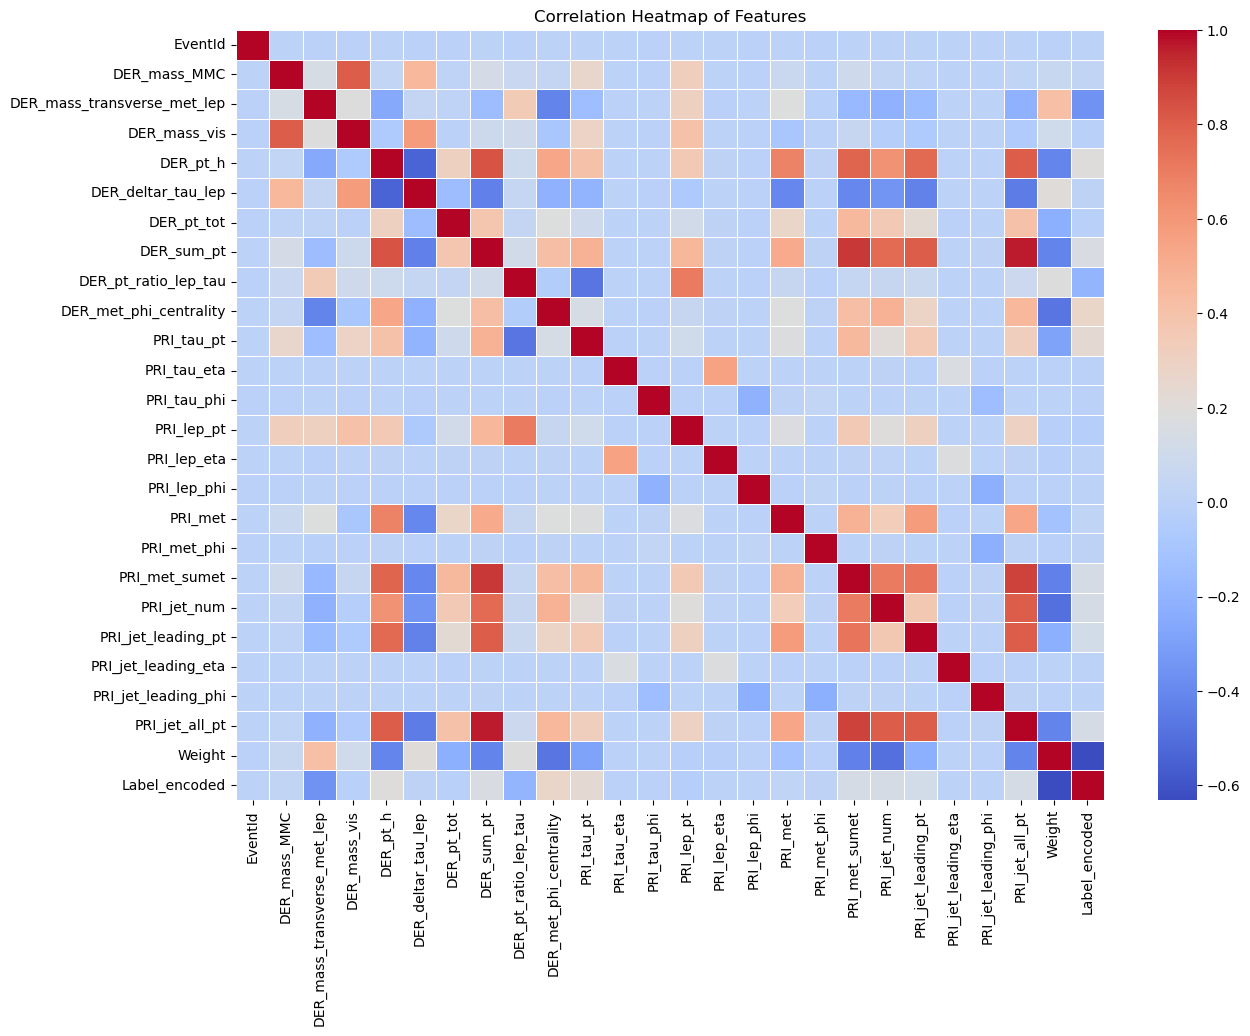 Correlation Heatmap of Features
EventId
DER_mass_MMC
DER_mass_transverse_met_lep
DER_mass_vis
DER_pt_h
DER_deltar_tau_lep
DER_pt_tot
DER_sum_pt
DER_pt_ratio_lep_tau
DER_met_phi_centrality
PRI_tau_pt
PRI_tau_eta
PRI_tau_phi
PRI_lep_pt
PRI_lep_eta
PRI_lep_phi
PRI_met
PRI_met_phi
PRI_met_sumet
PRI_jet_num
PRI_jet_leading_pt
PRI_jet_leading_eta
PRI_jet_leading_phi
PRI_jet_all_pt
Weight
Label_encoded
EventId
DER_mass_MMC
DER_mass_transverse_met_lep
DER_mass_vis
DER_pt_h
DER_deltar_tau_lep
DER_pt_tot
DER_sum_pt
DER_pt_ratio_lep_tau
DER_met_phi_centrality
PRI_tau_pt
PRI_tau_eta
PRI_tau_phi
PRI_lep_pt
PRI_lep_eta
PRI_lep_phi
PRI_met
PRI_met_phi
PRI_met_sumet
PRI_jet_num
PRI_jet_leading_pt
PRI_jet_leading_eta
PRI_jet_leading_phi
PRI_jet_all_pt
Weight
Label_encoded
1.0
0.8
0.6
0.4
0.2
0.0
−0.2
−0.4
−0.6